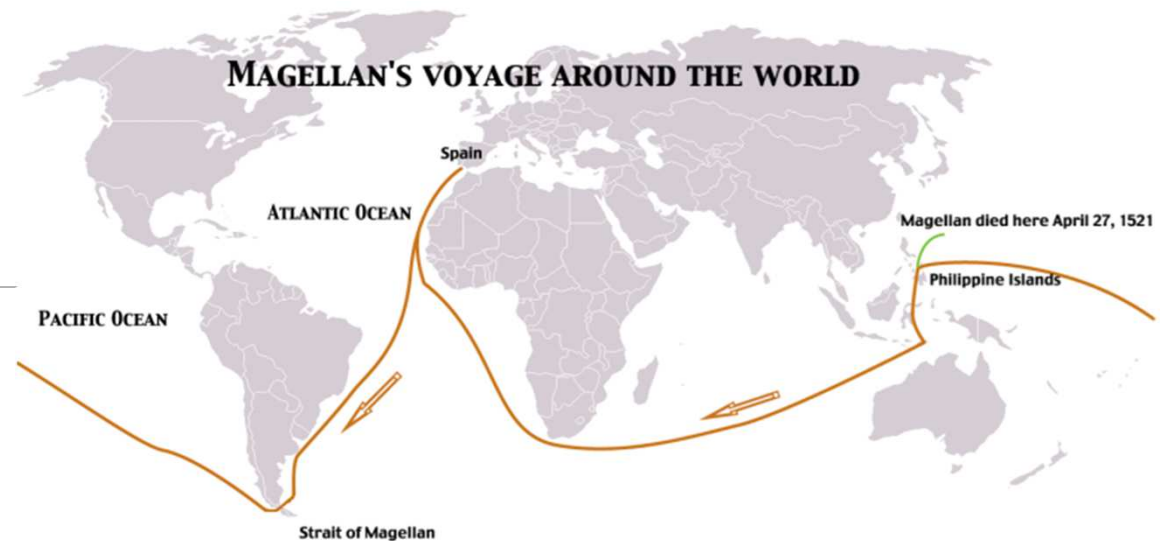 MAGELLAN'S VOYAGE AROUND THE WORLD
Spain
ATLANTIC OCEAN
Magellan died here April 27, 1521
Philippine Islands
PACIFIC OCEAN
Strait of Magellan